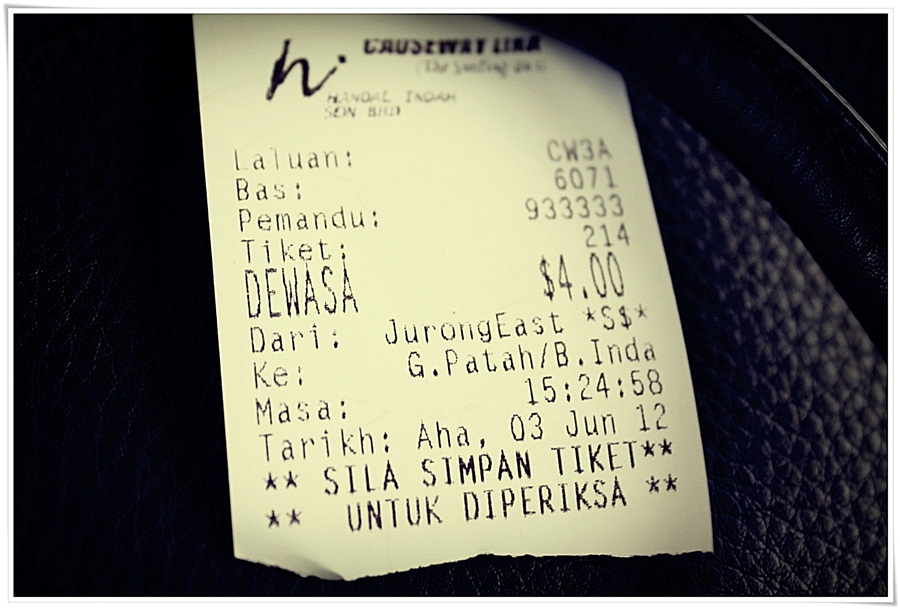 h.
CAUSEWAY LINK
HANDAL INDAH
SDN BHD
Laluan: CW3A
Bas: 6071
Pemandu: 933333
Tiket: 214
DEWASA $4.00
Dari: JurongEast *S$*
Ke: G.Patah/B.Inda
Masa: 15:24:58
Tarikh: Aha, 03 Jun 12
** SILA SIMPAN TIKET**
** UNTUK DIPERIKSA **